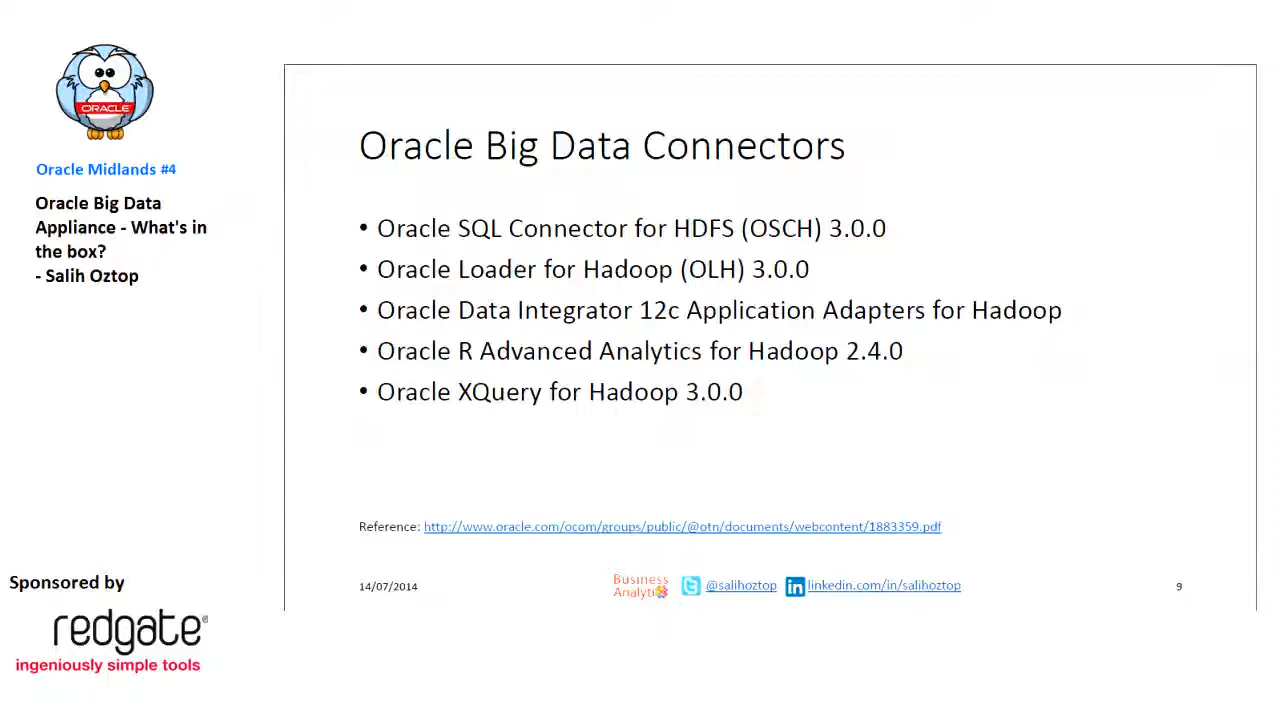 ORACLE
Oracle Midlands #4
Oracle Big Data
Appliance - What's in
the box?
- Salih Oztop
Oracle Big Data Connectors
• Oracle SQL Connector for HDFS (OSCH) 3.0.0
• Oracle Loader for Hadoop (OLH) 3.0.0
• Oracle Data Integrator 12c Application Adapters for Hadoop
• Oracle R Advanced Analytics for Hadoop 2.4.0
• Oracle XQuery for Hadoop 3.0.0
Reference: http://www.oracle.com/ocom/groups/public/@otn/documents/webcontent/1883359.pdf
14/07/2014
Business
Analytix
@salihoztop
in linkedin.com/in/salihoztop
9
Sponsored by
redgate®
ingeniously simple tools